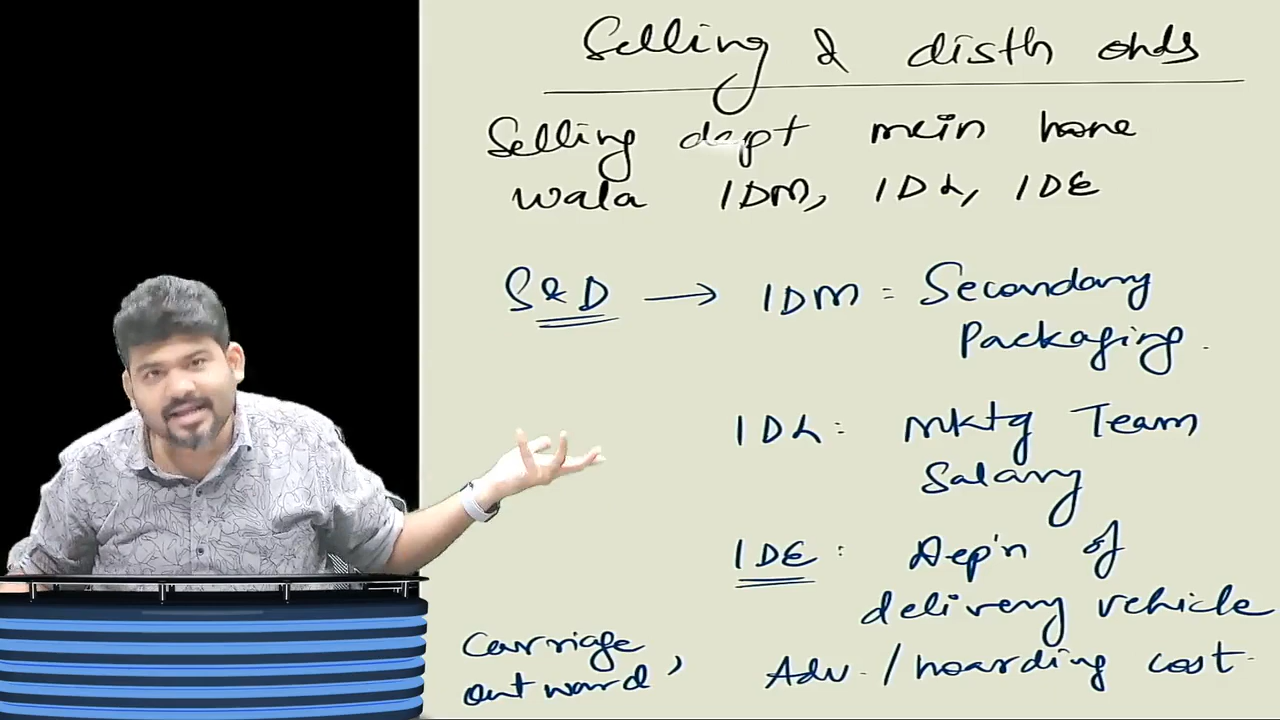 Selling & distn ohds
Selling dept mein hone
wala IDM, IDL, IDE
S&D → IDM = Secondary
Packaging.
IDL: Mktg Team
Salary
IDE: Dep'n of
delivery vehicle
Carriage
outward, Adv. / hoarding cost.